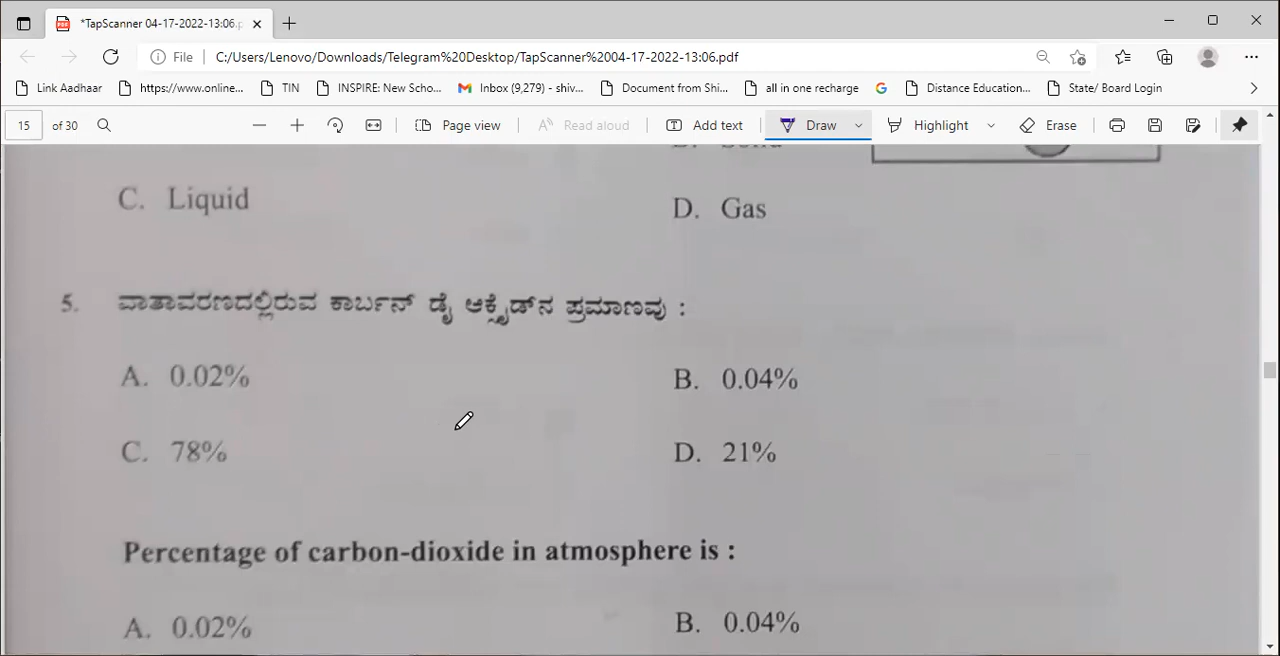 *TapScanner 04-17-2022-13:06.p
File C:/Users/Lenovo/Downloads/Telegram%20Desktop/TapScanner%2004-17-2022-13:06.pdf
Link Aadhaar https://www.online... TIN INSPIRE: New Scho... Inbox (9,279) - shiv... Document from Shi... all in one recharge Distance Education... State/ Board Login
15 of 30 Page view Read aloud Add text Draw Highlight Erase
C. Liquid D. Gas
5. ವಾತಾವರಣದಲ್ಲಿರುವ ಕಾರ್ಬನ್ ಡೈ ಆಕ್ಸೈಡ್‌ನ ಪ್ರಮಾಣವು :
A. 0.02% B. 0.04%
C. 78% D. 21%
Percentage of carbon-dioxide in atmosphere is :
A. 0.02% B. 0.04%